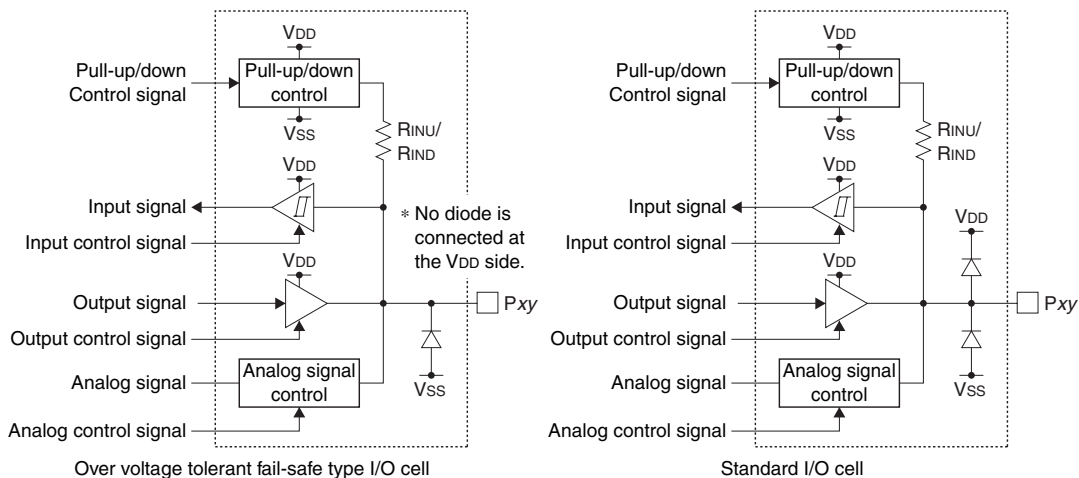 VDD
Pull-up/down
Control signal
Pull-up/down
control
VSS
RINU/
RIND
VDD
Input signal
Input control signal
* No diode is
connected at
the VDD side.
VDD
Output signal
Pxy
Output control signal
Analog signal
Analog signal
control
VSS
Analog control signal
Over voltage tolerant fail-safe type I/O cell
VDD
Pull-up/down
Control signal
Pull-up/down
control
VSS
RINU/
RIND
VDD
Input signal
VDD
Input control signal
VDD
Output signal
Pxy
Output control signal
Analog signal
Analog signal
control
VSS
Analog control signal
Standard I/O cell